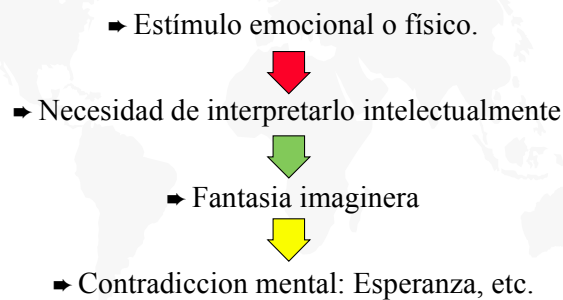 ➨ Estímulo emocional o físico.
➨ Necesidad de interpretarlo intelectualmente
➨ Fantasia imaginera
➨ Contradiccion mental: Esperanza, etc.